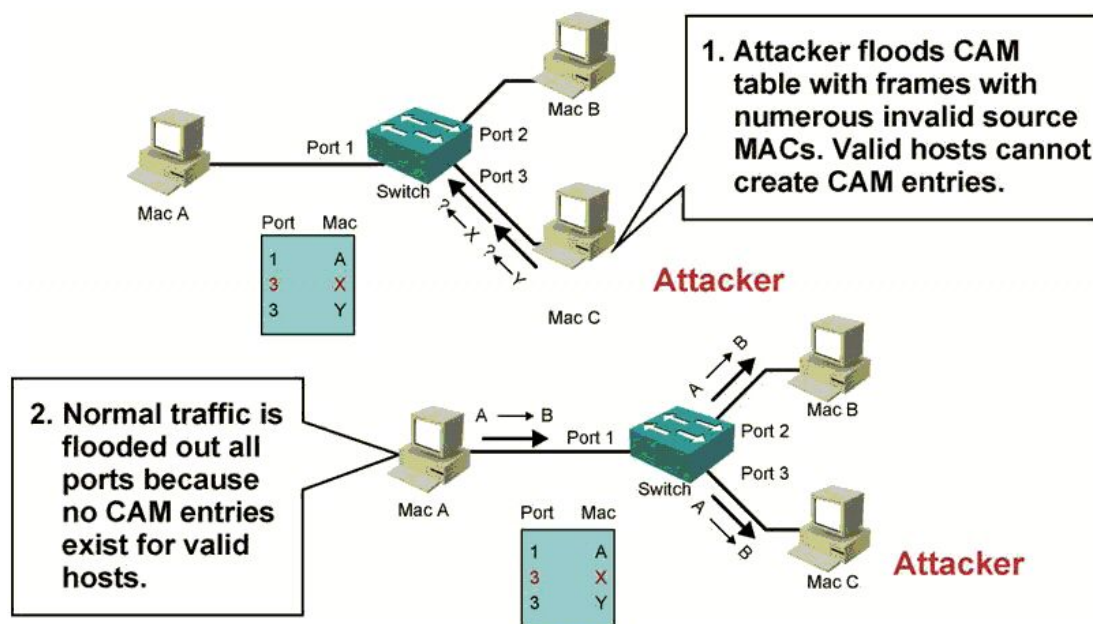 1. Attacker floods CAM
table with frames with
numerous invalid source
MACs. Valid hosts cannot
create CAM entries.
Mac B
Port 1
Port 2
Port 3
Switch
Mac A
? ← X
? ← Y
Port Mac
1 A
3 X
3 Y
Attacker
Mac C
2. Normal traffic is
flooded out all
ports because
no CAM entries
exist for valid
hosts.
A → B
Port 1
Mac A
A → B
Mac B
Port 2
Port 3
Switch
A → B
Mac C
Attacker
Port Mac
1 A
3 X
3 Y